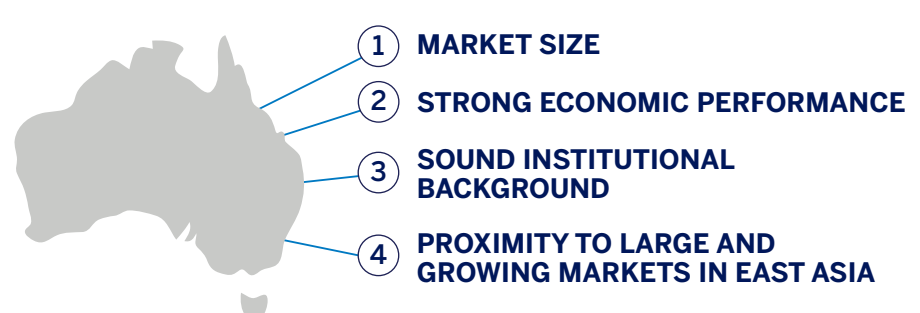 1 MARKET SIZE
2 STRONG ECONOMIC PERFORMANCE
3 SOUND INSTITUTIONAL
BACKGROUND
4 PROXIMITY TO LARGE AND
GROWING MARKETS IN EAST ASIA